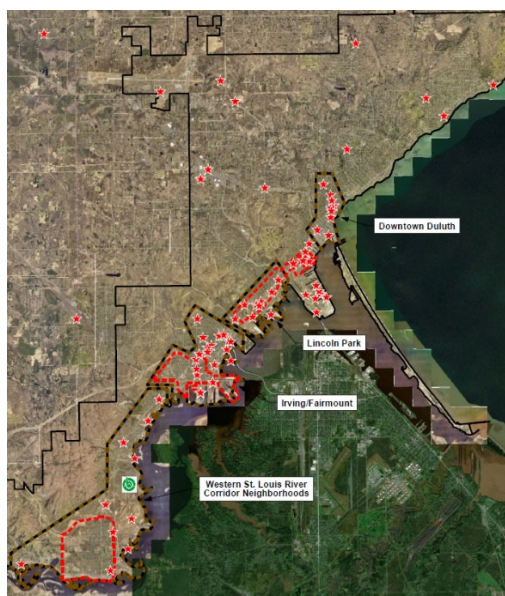 Downtown Duluth
Lincoln Park
Irving/Fairmount
Western St. Louis River
Corridor Neighborhoods